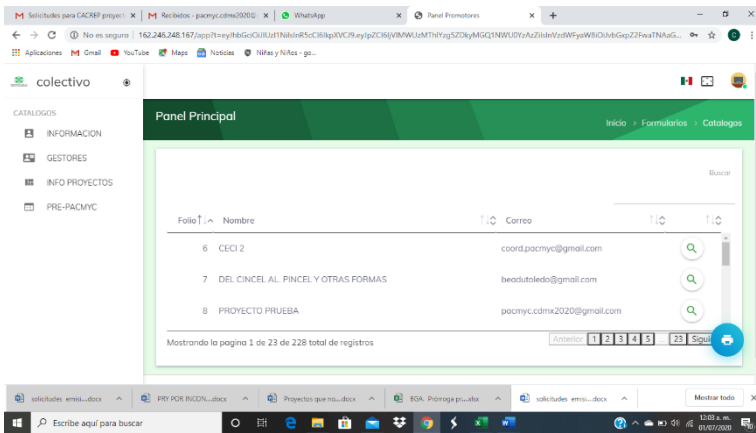 Solicitudes para CACREP proyect
Recibidos - pacmyc.cdmx2020@
WhatsApp
Panel Promotores
No es seguro
Aplicaciones Gmail YouTube Maps Noticias Niñas y Niños - go...
colectivo
CATALOGOS
INFORMACION
GESTORES
INFO PROYECTOS
PRE-PACMYC
Panel Principal
Inicio > Formularios > Catalogos
Buscar
Folio Nombre Correo
6 CECI 2 coord.pacmyc@gmail.com
7 DEL CINCEL AL. PINCEL Y OTRAS FORMAS beadutoledo@gmail.com
8 PROYECTO PRUEBA pacmyc.cdmx2020@gmail.com
Mostrando la pagina 1 de 23 de 228 total de registros
Anterior 1 2 3 4 5 ... 23 Sigui
solicitudes emisi....docx
PRY POR INCON....docx
Proyectos que no....docx
EGA. Prórroga pr....xlsx
solicitudes emisi....docx
Mostrar todo
Escribe aquí para buscar
12:03 a. m.
01/07/2020